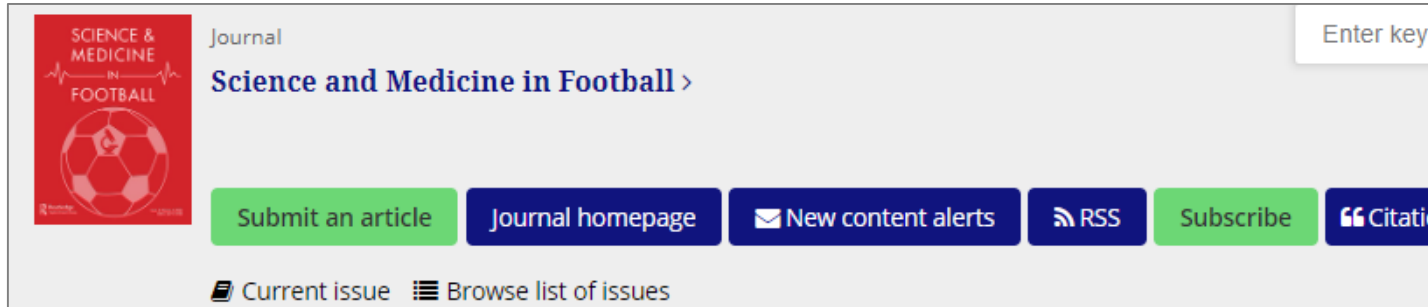 SCIENCE &
MEDICINE
IN
FOOTBALL
Journal
Science and Medicine in Football >
Enter key
Submit an article
Journal homepage
New content alerts
RSS
Subscribe
Citati
Current issue
Browse list of issues